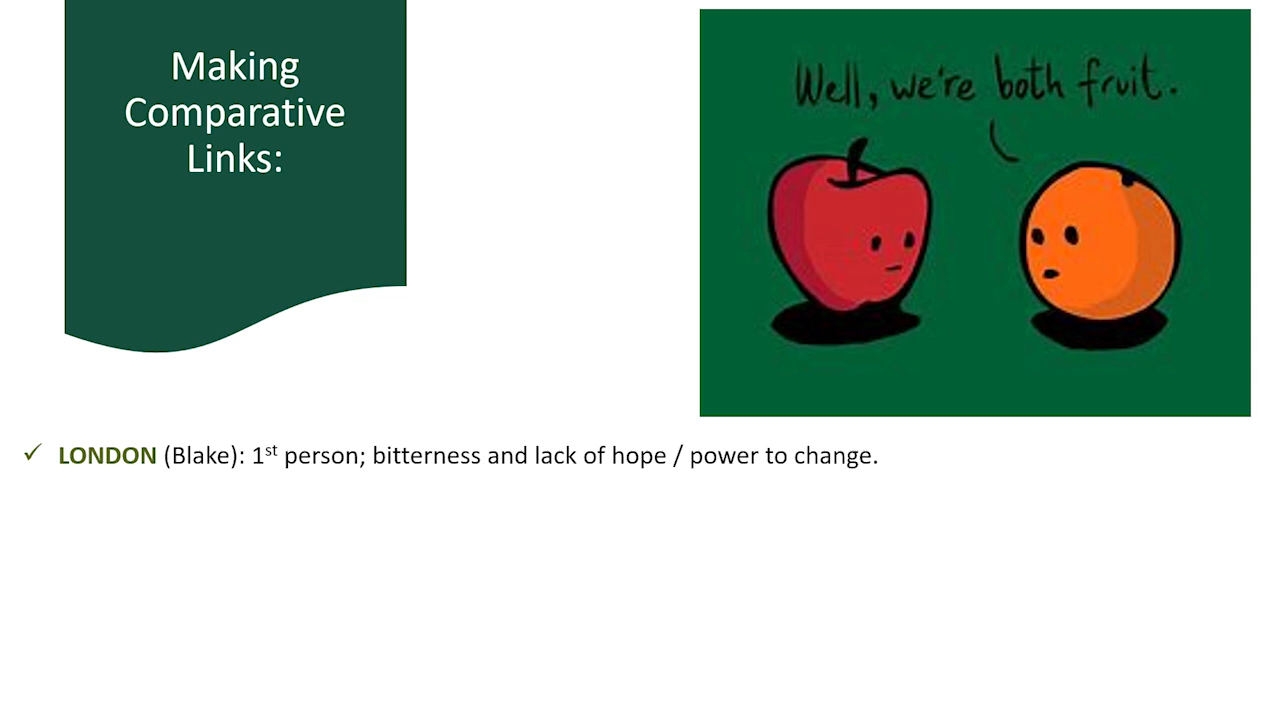 Making
Comparative
Links:
Well, we're both fruit.
✓ LONDON (Blake): 1st person; bitterness and lack of hope / power to change.